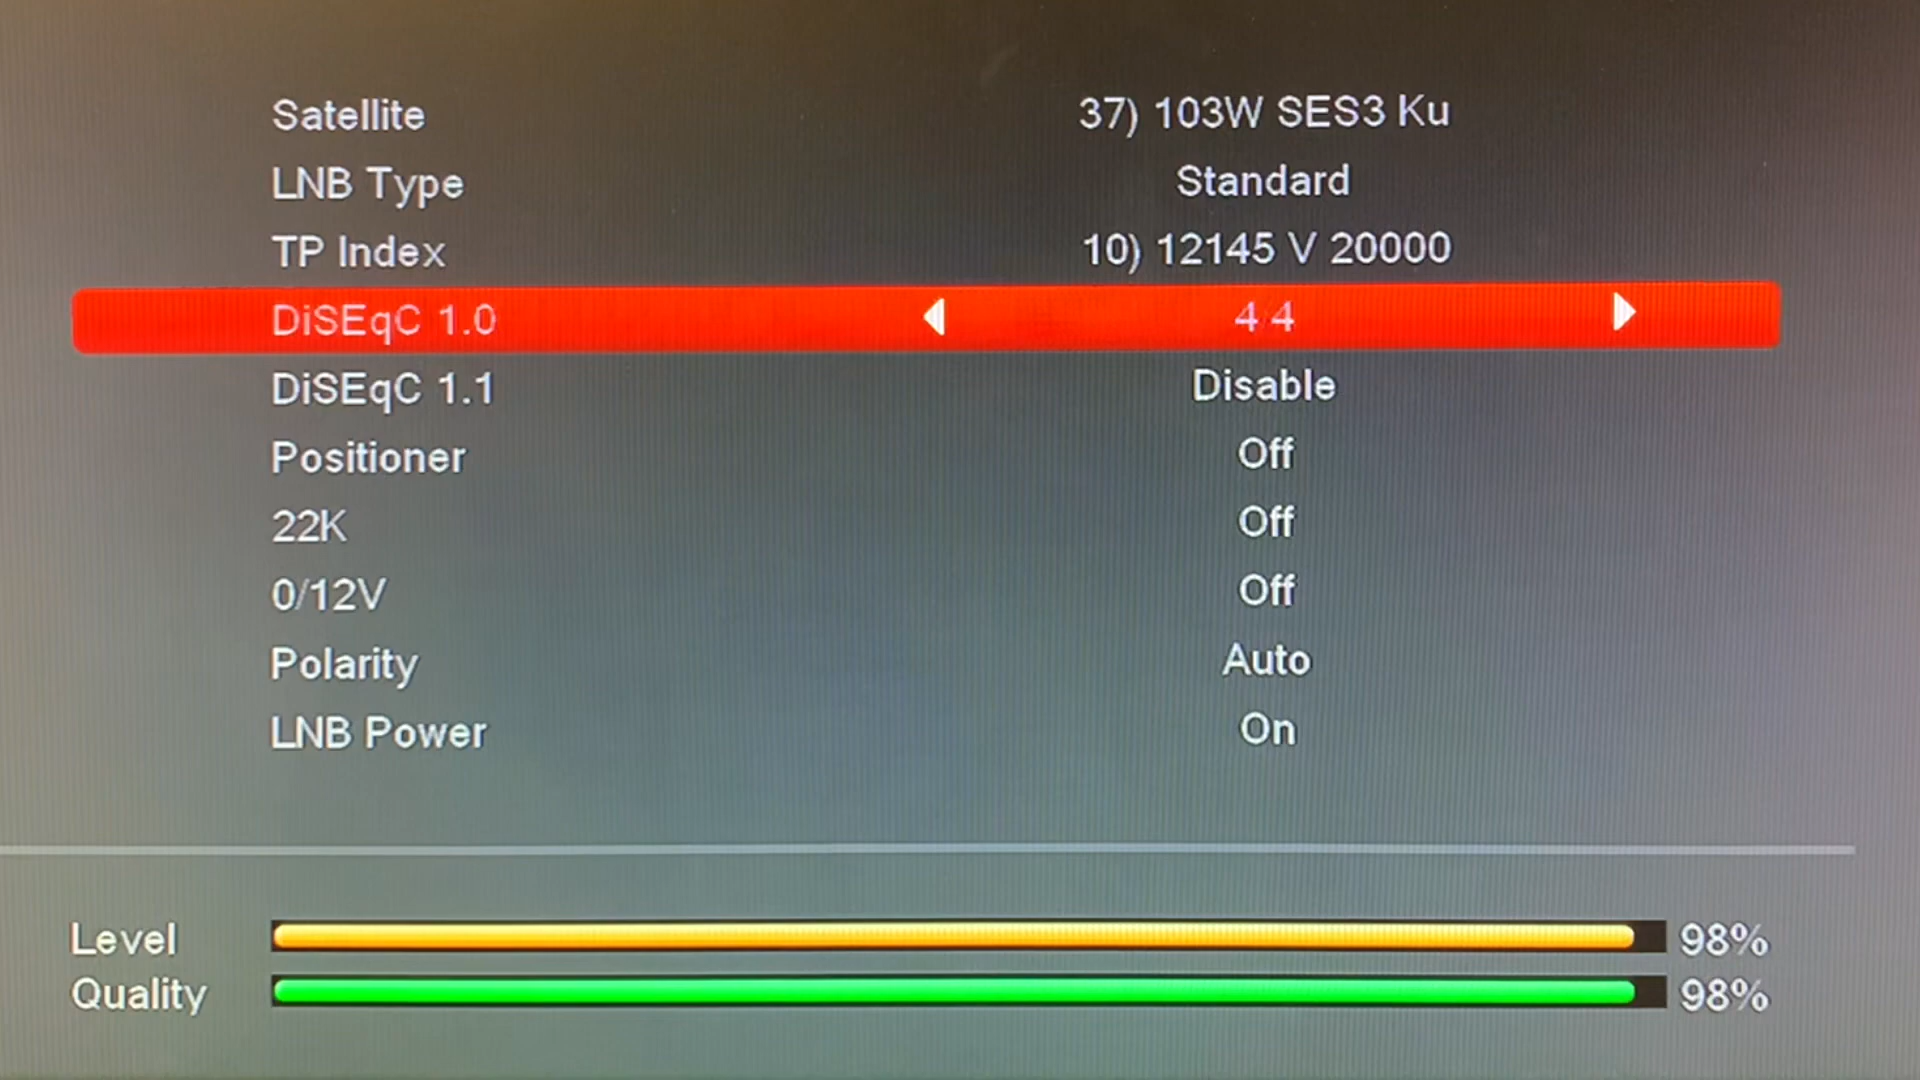 Satellite 37) 103W SES3 Ku
LNB Type Standard
TP Index 10) 12145 V 20000
DiSEqC 1.0 4/4
DiSEqC 1.1 Disable
Positioner Off
22K Off
0/12V Off
Polarity Auto
LNB Power On
Level 98%
Quality 98%